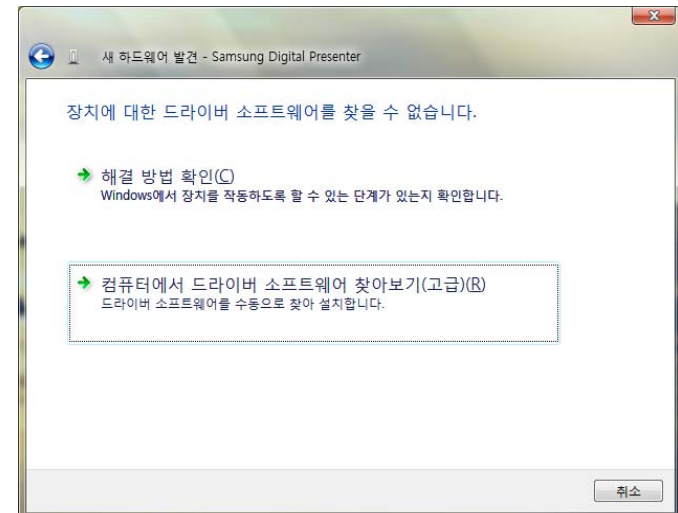 새 하드웨어 발견 - Samsung Digital Presenter
장치에 대한 드라이버 소프트웨어를 찾을 수 없습니다.
해결 방법 확인(C)
Windows에서 장치를 작동하도록 할 수 있는 단계가 있는지 확인합니다.
컴퓨터에서 드라이버 소프트웨어 찾아보기(고급)(R)
드라이버 소프트웨어를 수동으로 찾아 설치합니다.
취소